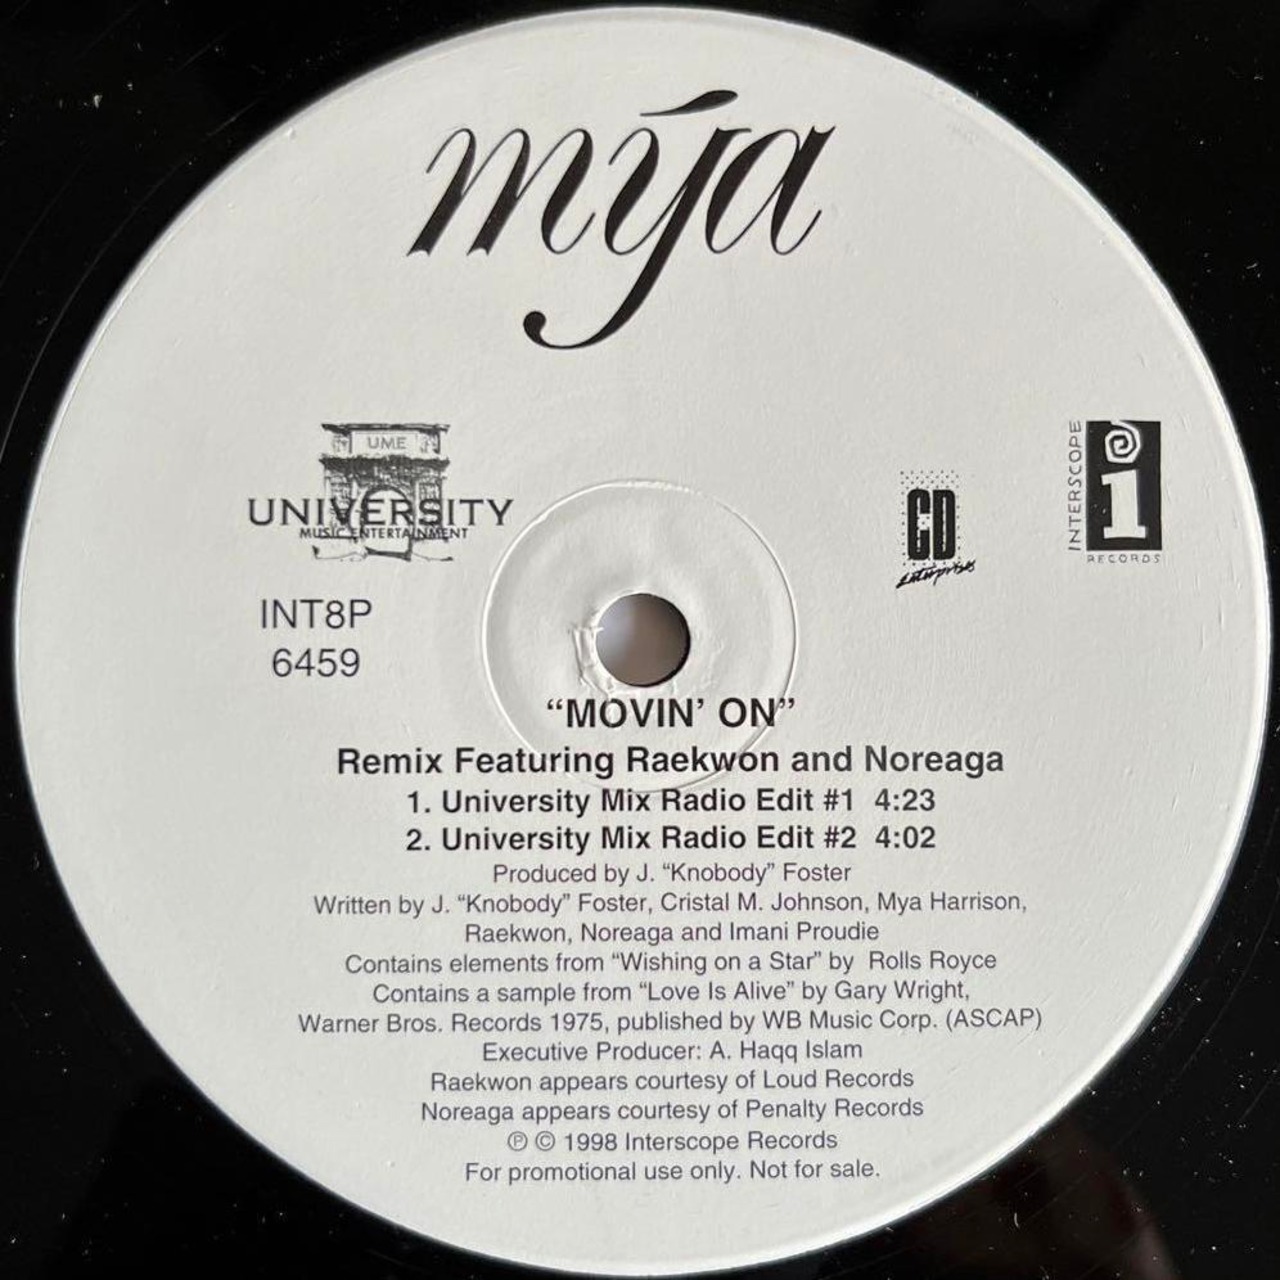 mýa
UME
UNIVERSITY
MUSIC ENTERTAINMENT
CD
Enterprises
INTERSCOPE
i
RECORDS
INT8P
6459
“MOVIN’ ON”
Remix Featuring Raekwon and Noreaga
1. University Mix Radio Edit #1 4:23
2. University Mix Radio Edit #2 4:02
Produced by J. “Knobody” Foster
Written by J. “Knobody” Foster, Cristal M. Johnson, Mya Harrison,
Raekwon, Noreaga and Imani Proudie
Contains elements from “Wishing on a Star” by Rolls Royce
Contains a sample from “Love Is Alive” by Gary Wright,
Warner Bros. Records 1975, published by WB Music Corp. (ASCAP)
Executive Producer: A. Haqq Islam
Raekwon appears courtesy of Loud Records
Noreaga appears courtesy of Penalty Records
℗ © 1998 Interscope Records
For promotional use only. Not for sale.